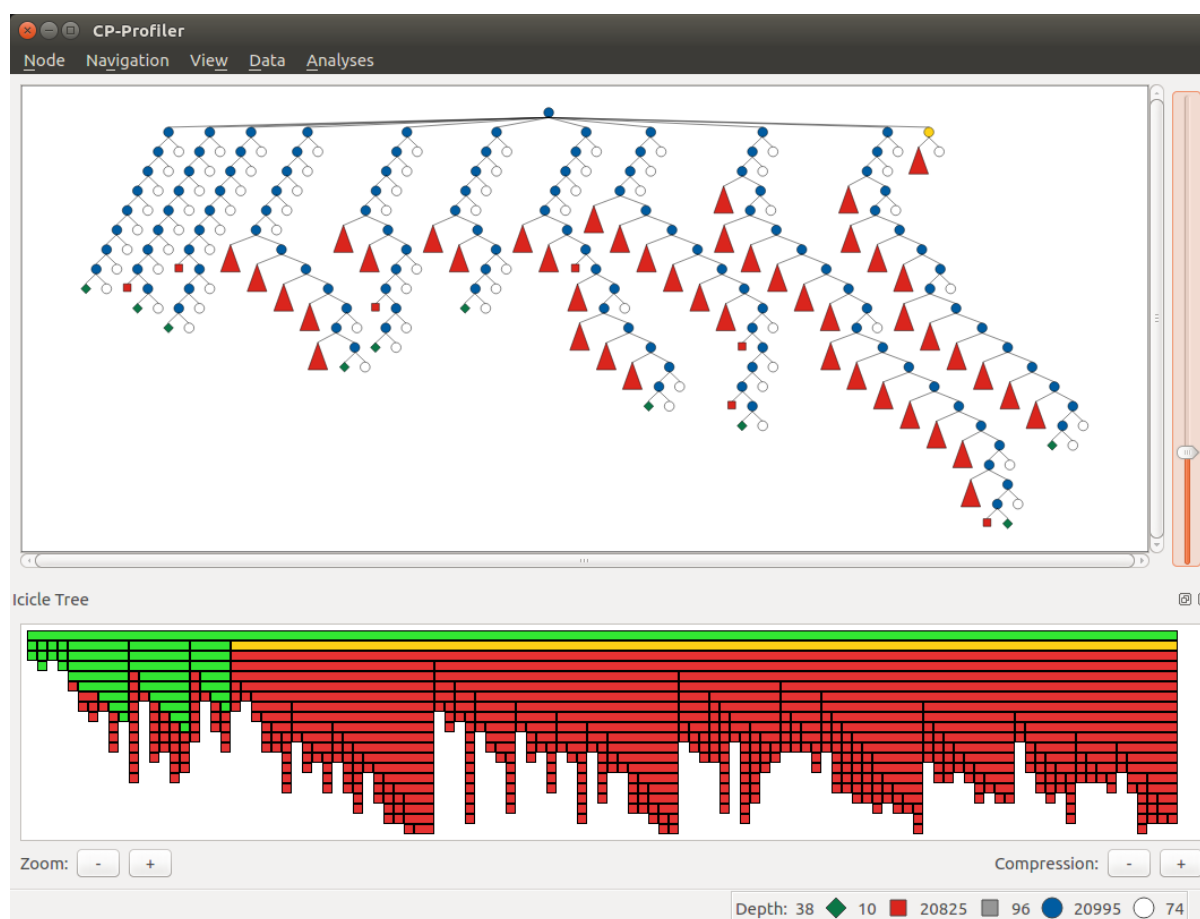 CP-Profiler
Node Navigation View Data Analyses
Icicle Tree
Zoom: - + Compression: - +
Depth: 38 10 20825 96 20995 74